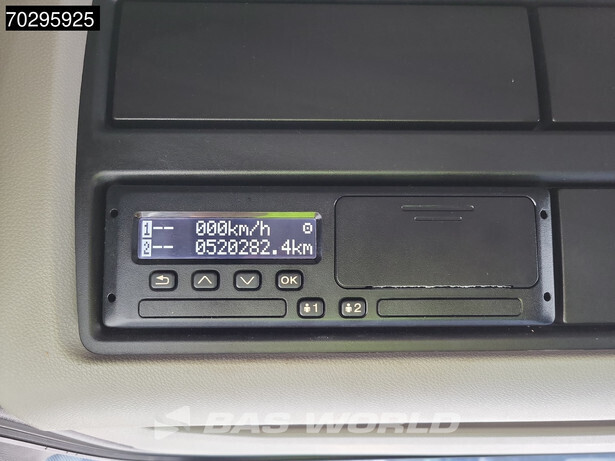 70295925
1-- 000km/h
2-- 0520282.4km
OK
1 2
BAS WORLD